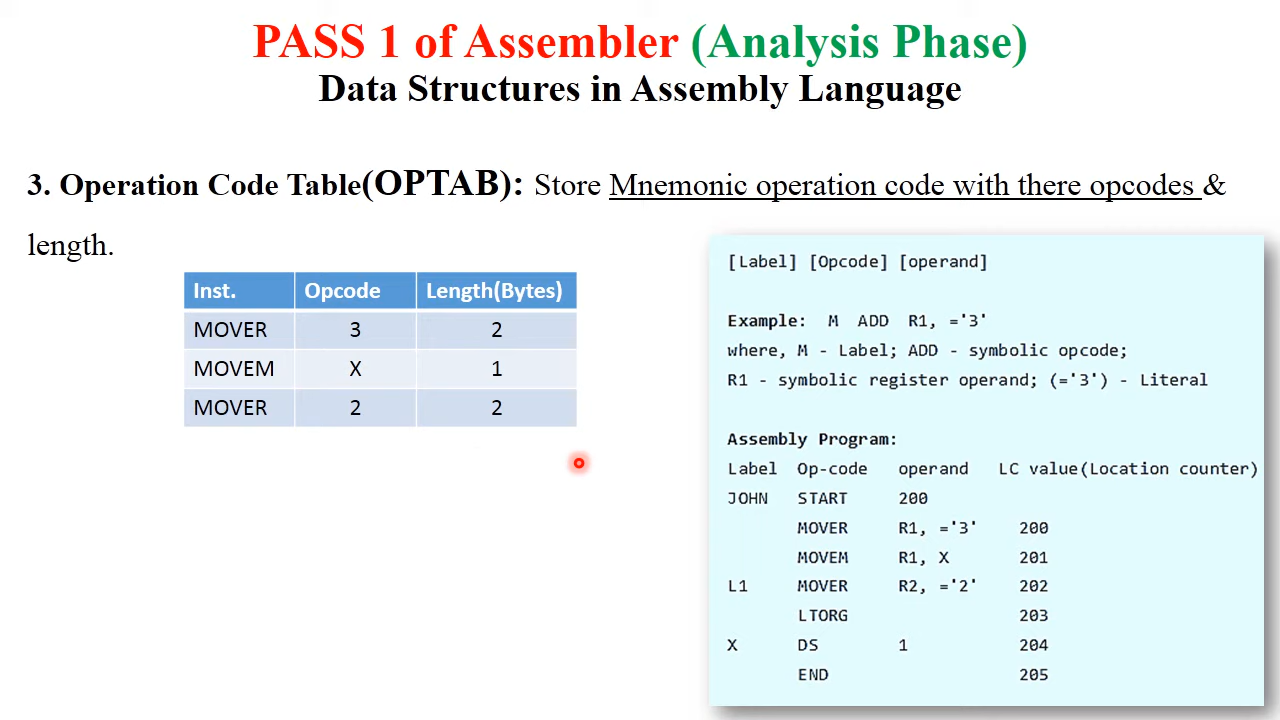 PASS 1 of Assembler (Analysis Phase)
Data Structures in Assembly Language
3. Operation Code Table(OPTAB): Store Mnemonic operation code with there opcodes &
length.
Inst. Opcode Length(Bytes)
MOVER 3 2
MOVEM X 1
MOVER 2 2
[Label] [Opcode] [operand]
Example: M ADD R1, ='3'
where, M - Label; ADD - symbolic opcode;
R1 - symbolic register operand; (='3') - Literal
Assembly Program:
Label Op-code operand LC value(Location counter)
JOHN START 200
MOVER R1, ='3' 200
MOVEM R1, X 201
L1 MOVER R2, ='2' 202
LTORG 203
X DS 1 204
END 205